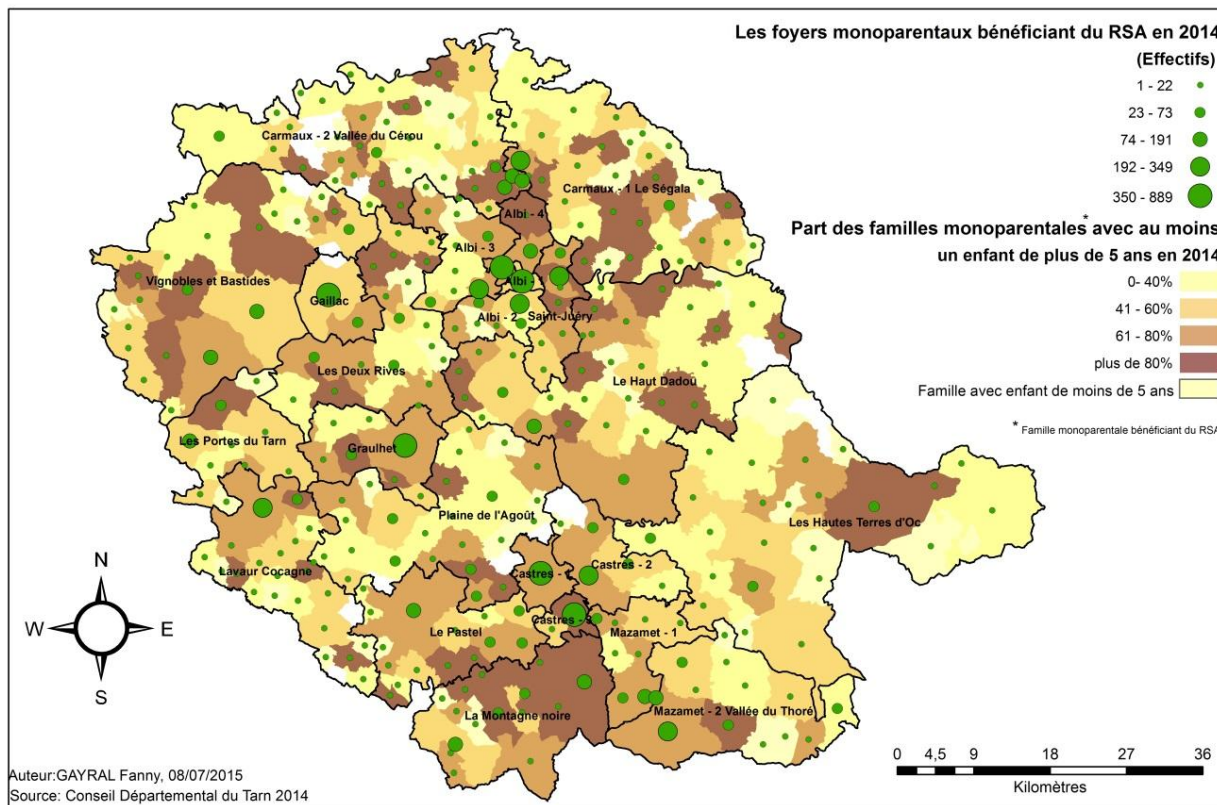 Les foyers monoparentaux bénéficiant du RSA en 2014
(Effectifs)
1 - 22
23 - 73
74 - 191
192 - 349
350 - 889
Part des familles monoparentales * avec au moins
un enfant de plus de 5 ans en 2014
0- 40%
41 - 60%
61 - 80%
plus de 80%
Famille avec enfant de moins de 5 ans
* Famille monoparentale bénéficiant du RSA
Carmaux - 2 Vallée du Cérou
Carmaux - 1 Le Ségala
Albi - 4
Albi - 3
Vignobles et Bastides
Albi -
Gaillac
Albi - 2
Saint-Juéry
Les Deux Rives
Le Haut Dadou
Les Portes du Tarn
Graulhet
Plaine de l'Agoût
Les Hautes Terres d'Oc
Lavaur Cocagne
Castres -
Castres - 2
Castres - 3
Le Pastel
Mazamet - 1
La Montagne noire
Mazamet - 2 Vallée du Thoré
N
W
E
S
Auteur:GAYRAL Fanny, 08/07/2015
Source: Conseil Départemental du Tarn 2014
0 4,5 9 18 27 36
Kilomètres